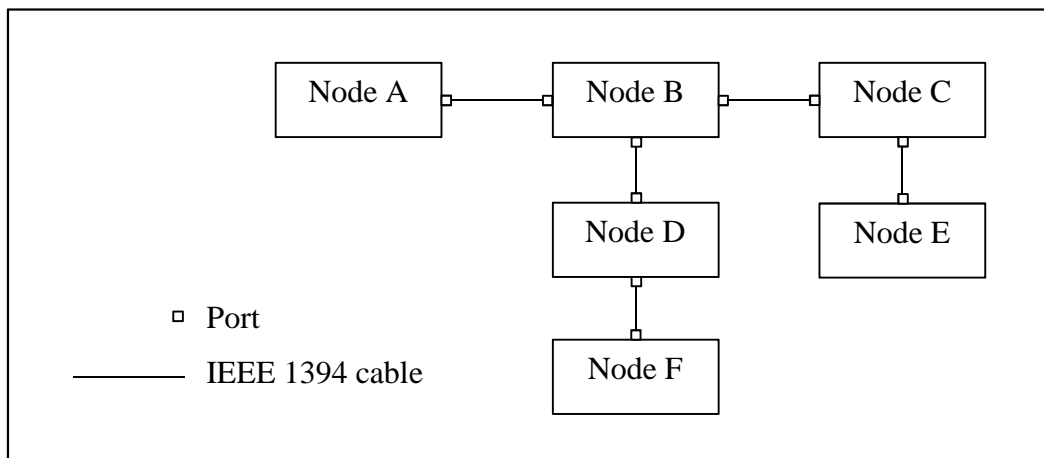 Node A
Node B
Node C
Node D
Node E
Node F
Port
IEEE 1394 cable